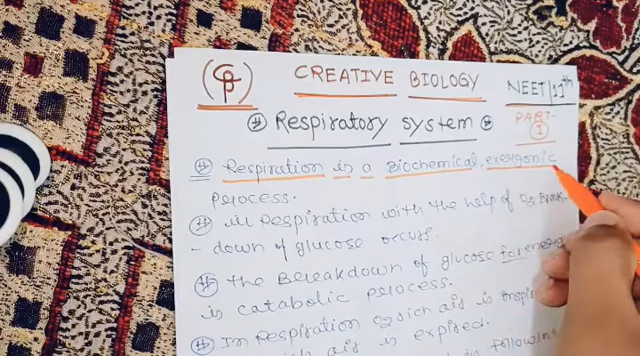 CREATIVE BIOLOGY
NEET|11th
Respiratory system
PART-
I
Respiration is a Biochemical, exergonic
process.
in Respiration with the help of O2 Break-
-down of glucose occurs.
the Breakdown of glucose for energy
is catabolic process.
In Respiration O2 rich air is
air is expired.
in following